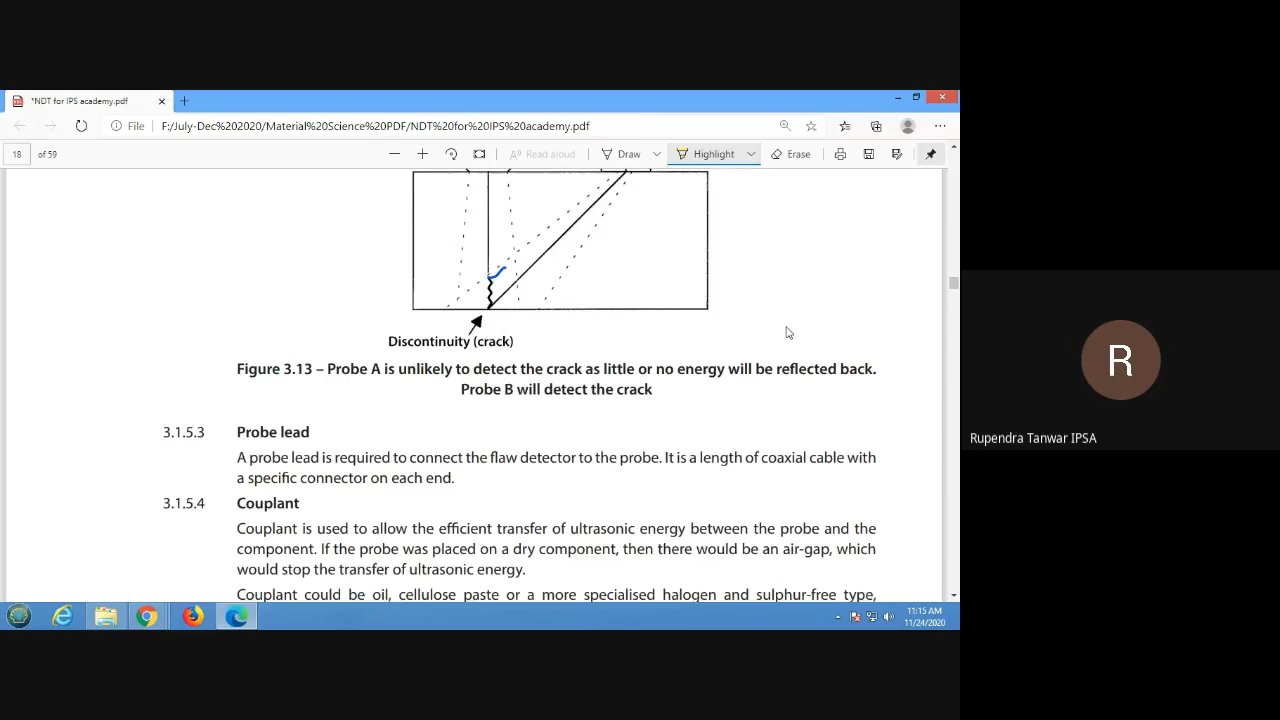 *NDT for IPS academy.pdf
File F:/July-Dec%202020/Material%20Science%20PDF/NDT%20for%20IPS%20academy.pdf
18 of 59 Read aloud Draw Highlight Erase
Discontinuity (crack)
Figure 3.13 – Probe A is unlikely to detect the crack as little or no energy will be reflected back.
Probe B will detect the crack
3.1.5.3 Probe lead
A probe lead is required to connect the flaw detector to the probe. It is a length of coaxial cable with
a specific connector on each end.
3.1.5.4 Couplant
Couplant is used to allow the efficient transfer of ultrasonic energy between the probe and the
component. If the probe was placed on a dry component, then there would be an air-gap, which
would stop the transfer of ultrasonic energy.
Couplant could be oil, cellulose paste or a more specialised halogen and sulphur-free type,
11:15 AM
11/24/2020
R
Rupendra Tanwar IPSA